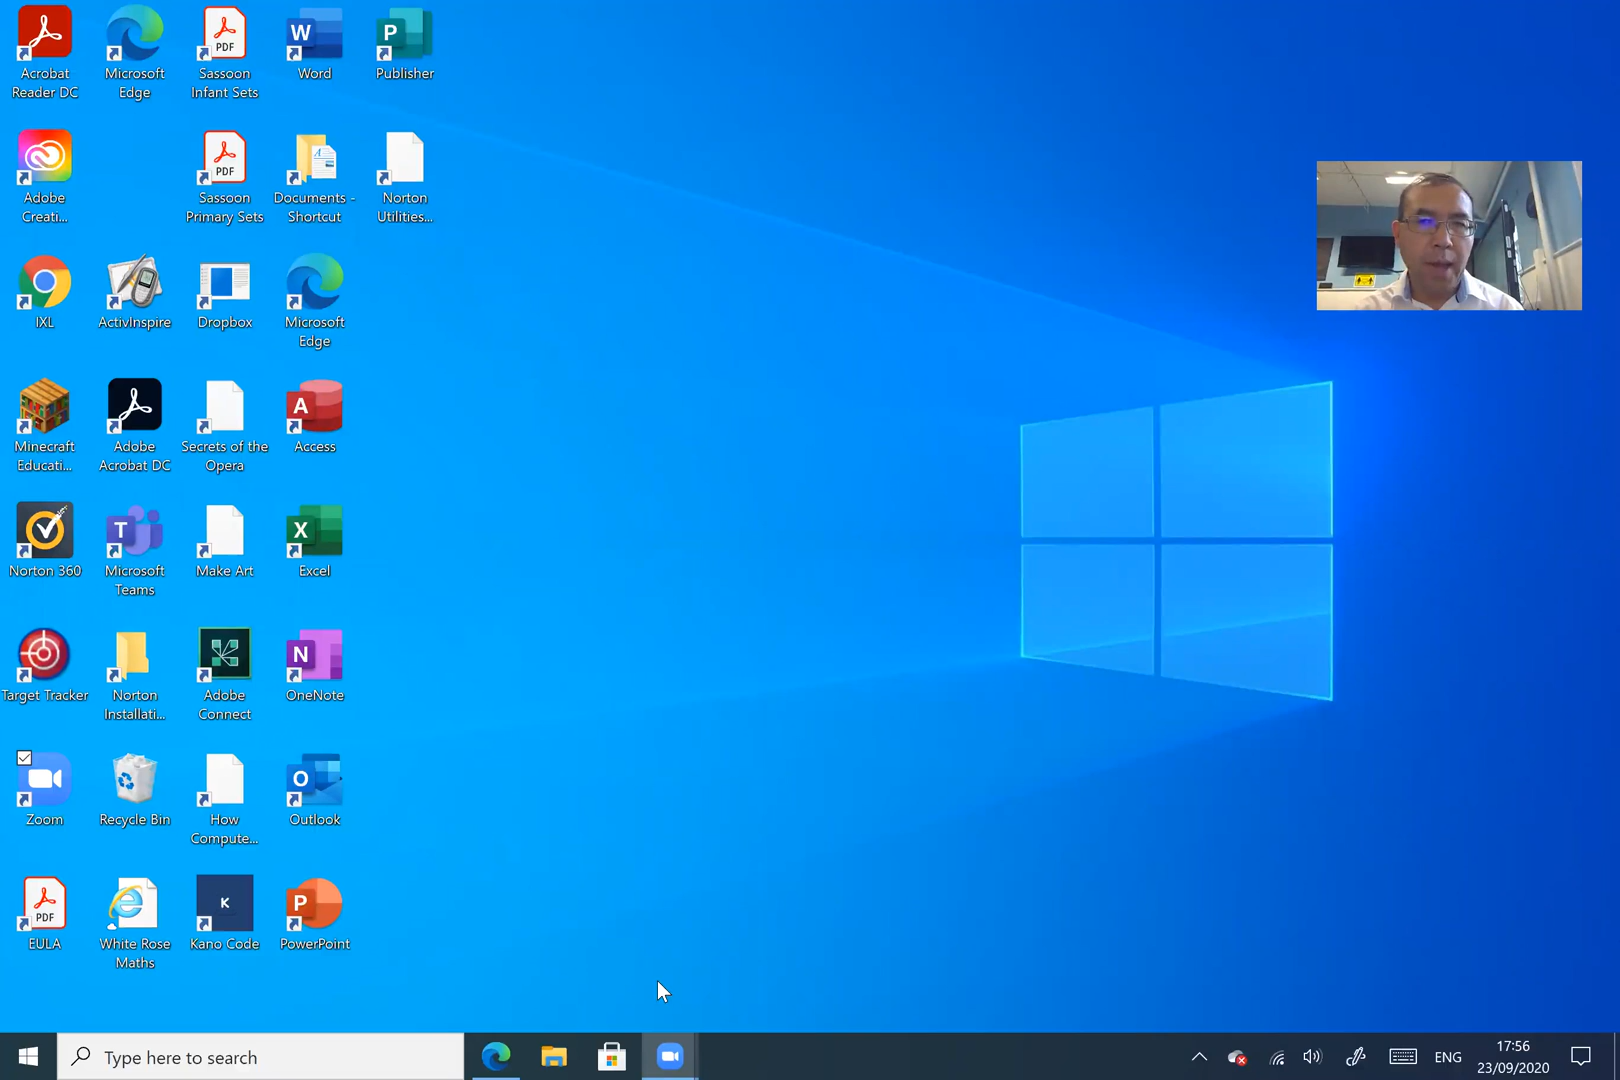 Acrobat
Reader DC
Microsoft
Edge
PDF
Sassoon
Infant Sets
W
Word
P
Publisher
Adobe
Creati...
PDF
Sassoon
Primary Sets
Documents -
Shortcut
Norton
Utilities...
IXL
ActivInspire
Dropbox
Microsoft
Edge
Minecraft
Educati...
Adobe
Acrobat DC
Secrets of the
Opera
A
Access
Norton 360
T
Microsoft
Teams
Make Art
X
Excel
Target Tracker
Norton
Installati...
Adobe
Connect
N
OneNote
Zoom
Recycle Bin
How
Compute...
O
Outlook
PDF
EULA
White Rose
Maths
K
Kano Code
P
PowerPoint
Type here to search
ENG
17:56
23/09/2020